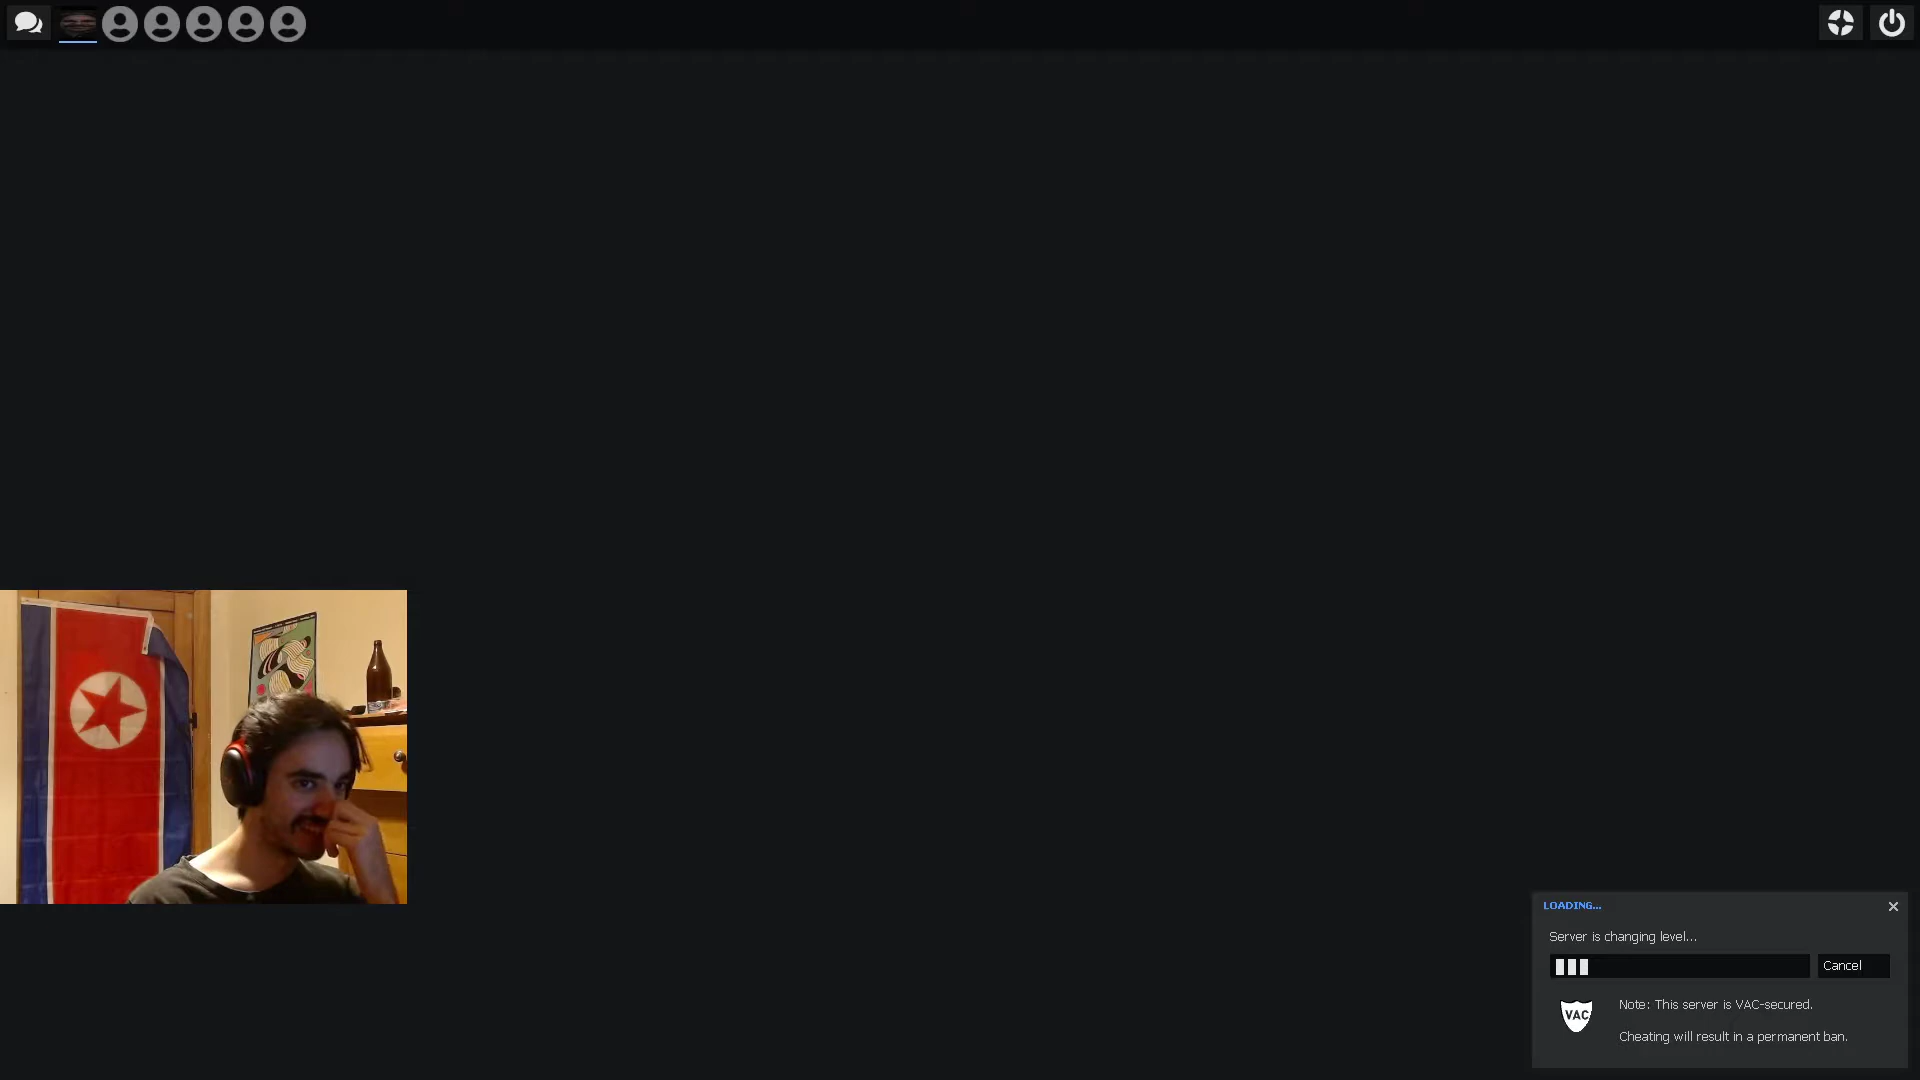 LOADING...
Server is changing level...
Cancel
VAC
Note: This server is VAC-secured.
Cheating will result in a permanent ban.